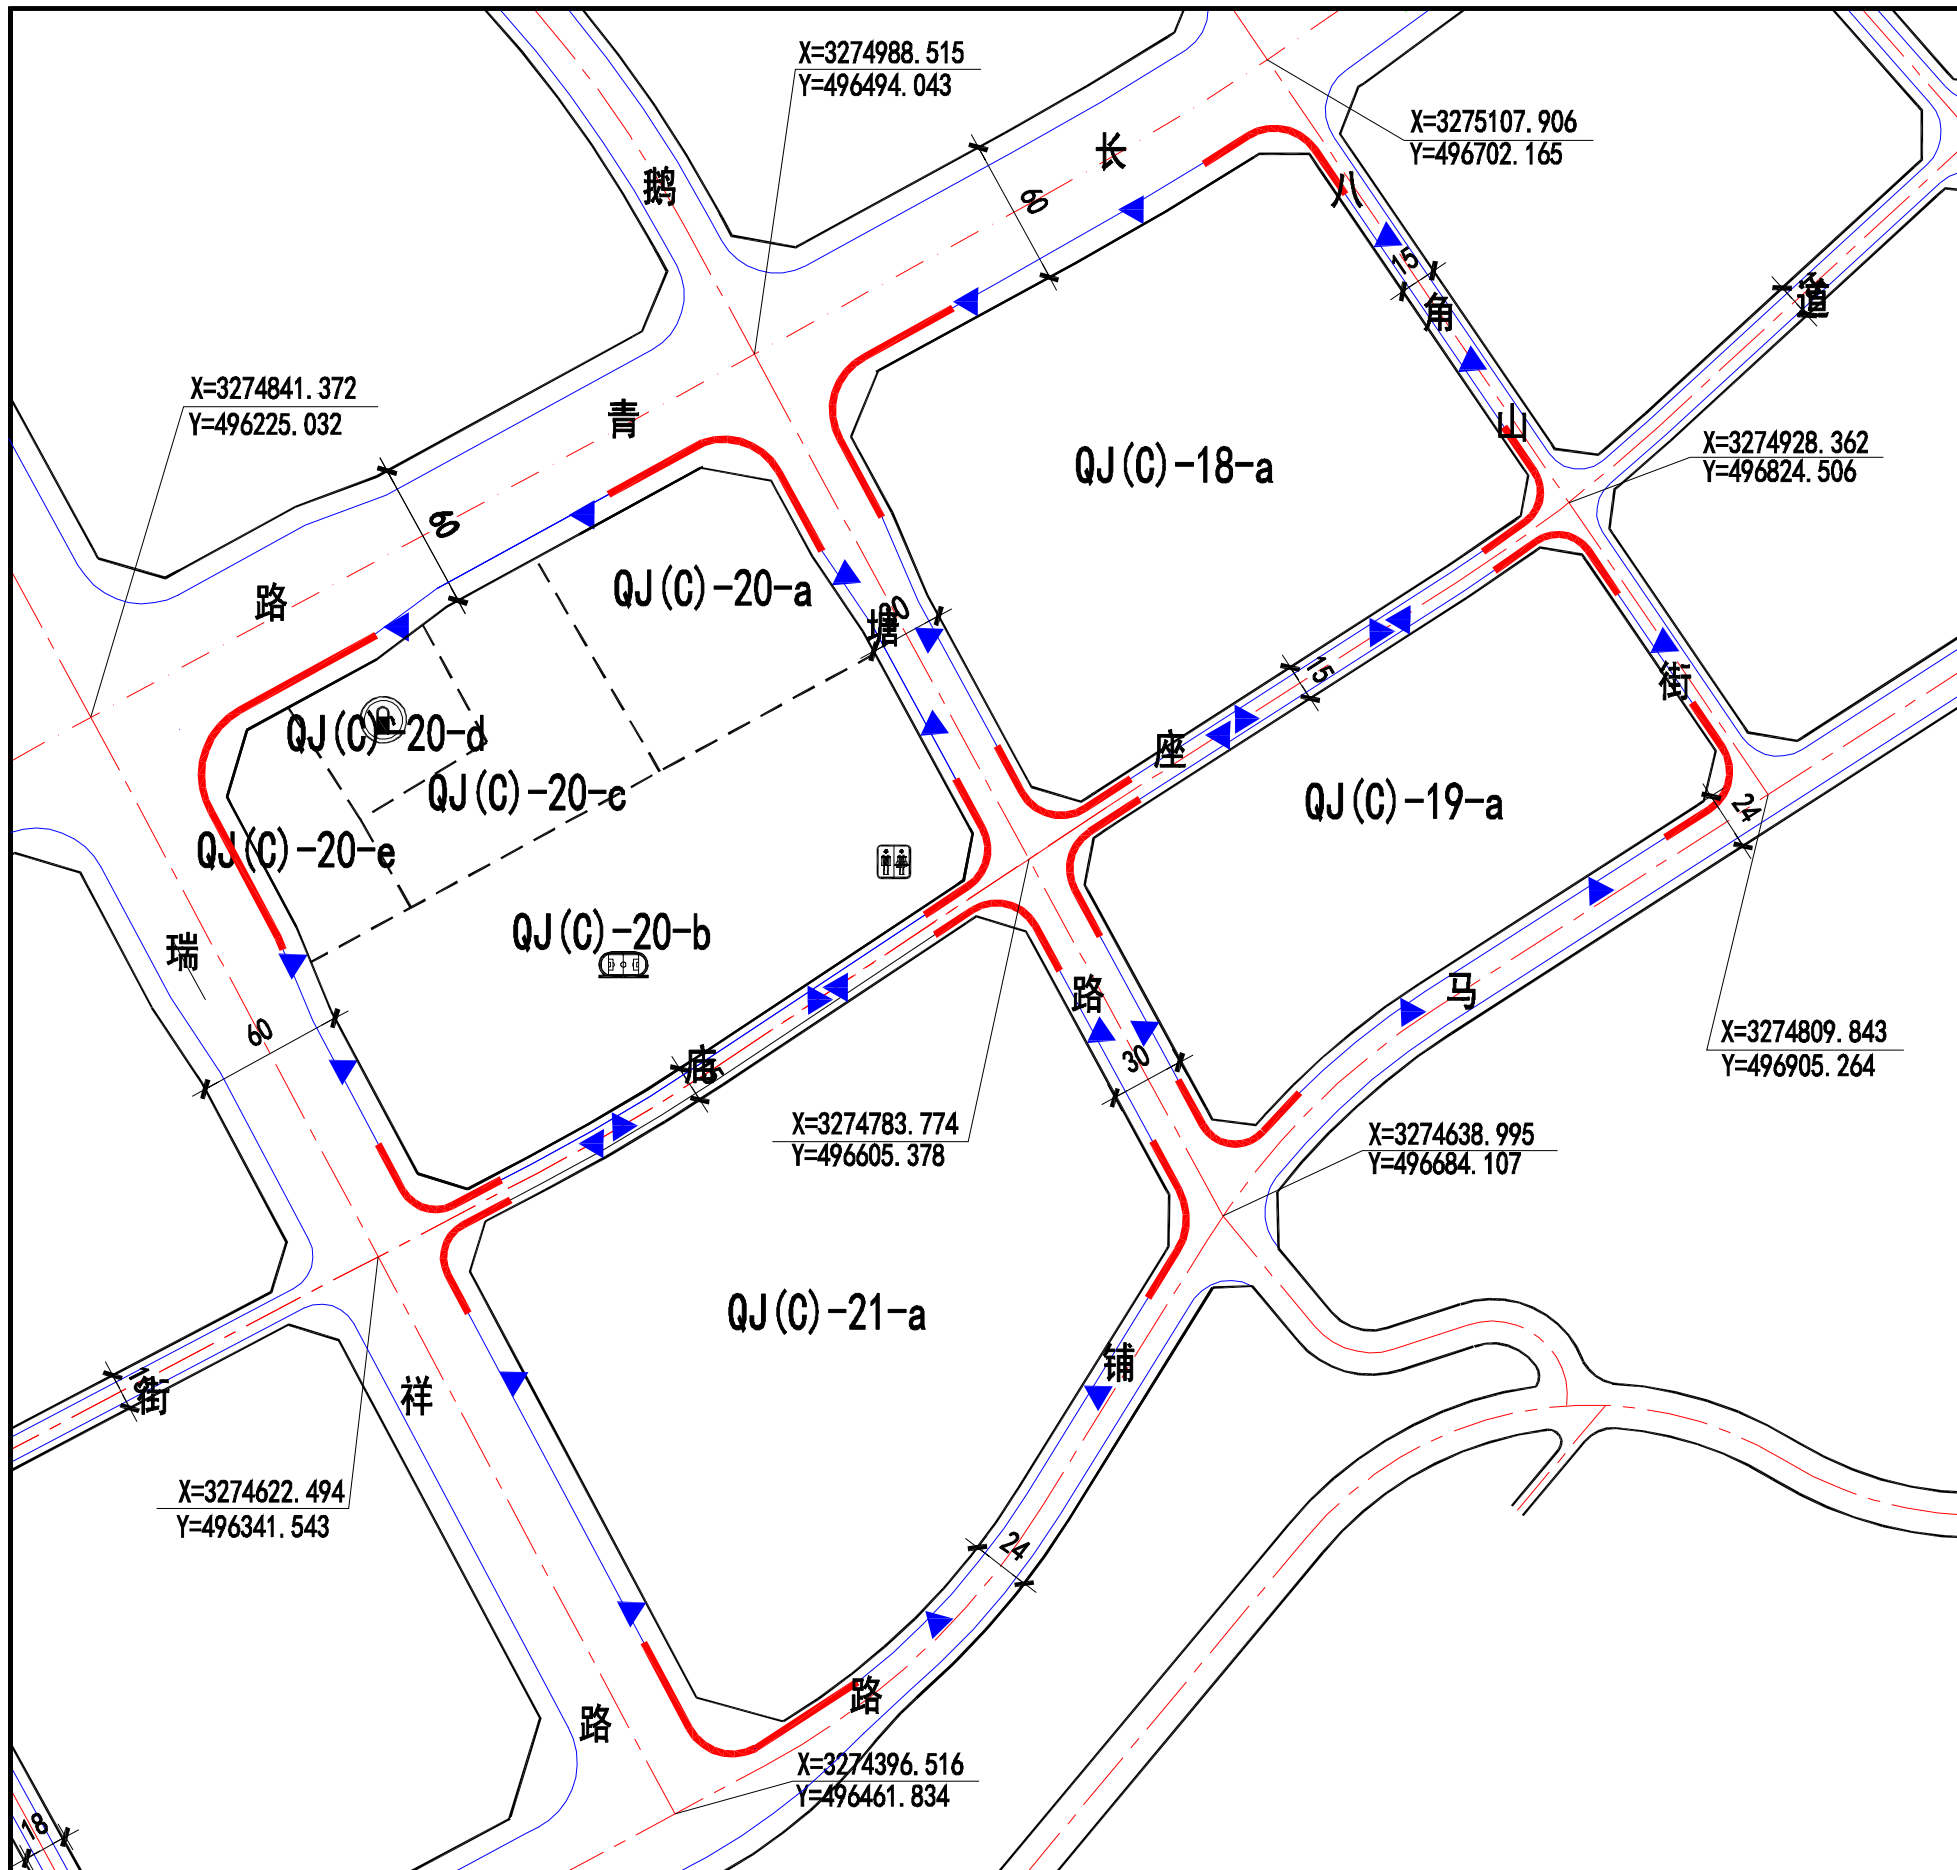 X=3274988.515
Y=496494.043
X=3275107.906
Y=496702.165
鹅
长
60
八
15
角
道
X=3274841.372
Y=496225.032
青
山
60
QJ(C)-18-a
X=3274928.362
Y=496824.506
路
QJ(C)-20-a
塘
15
街
QJ(C)-20-d
座
QJ(C)-20-c
QJ(C)-19-a
24
QJ(C)-20-e
QJ(C)-20-b
瑞
路
马
60
30
庙
X=3274809.843
Y=496905.264
X=3274783.774
Y=496605.378
X=3274638.995
Y=496684.107
QJ(C)-21-a
铺
街
祥
X=3274622.494
Y=496341.543
24
路
路
X=3274396.516
Y=496461.834
18